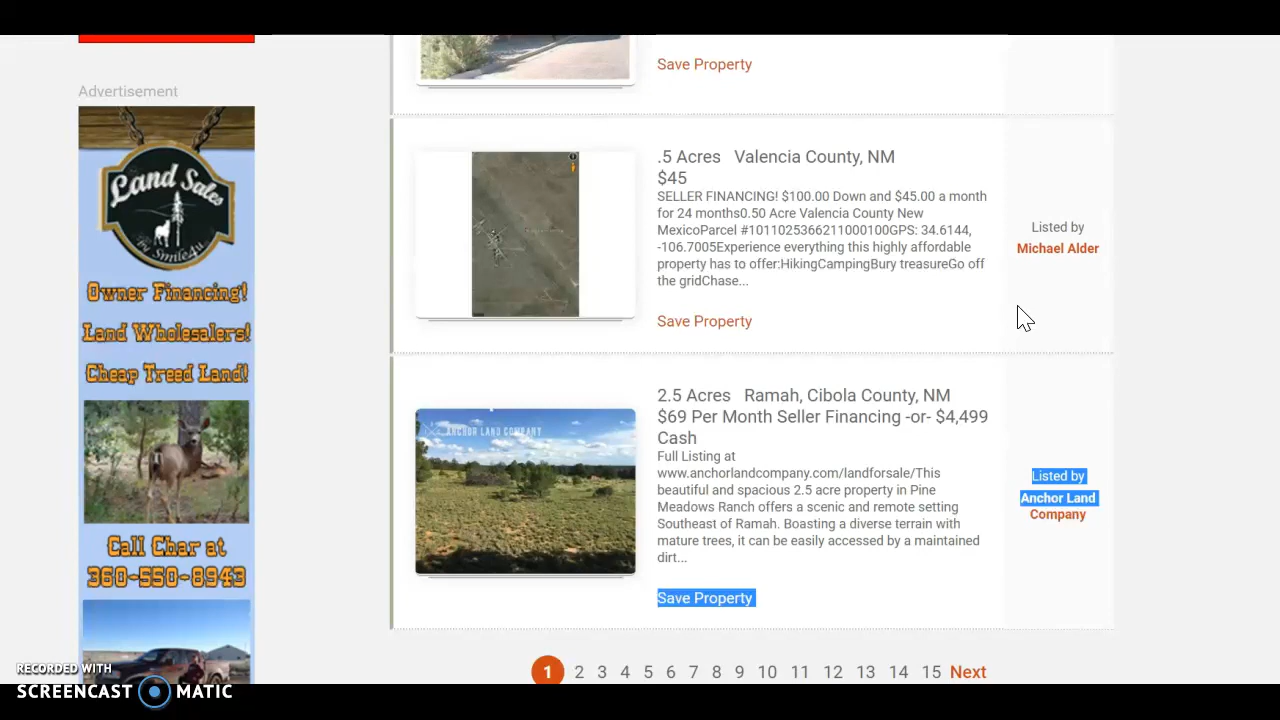 Save Property
Advertisement
Land Sales
by Smile4u
Owner Financing!
Land Wholesalers!
Cheap Treed Land!
Call Char at
360-550-8943
.5 Acres Valencia County, NM
$45
SELLER FINANCING! $100.00 Down and $45.00 a month
for 24 months0.50 Acre Valencia County New
MexicoParcel #1011025366211000100GPS: 34.6144,
-106.7005Experience everything this highly affordable
property has to offer:HikingCampingBury treasureGo off
the gridChase...
Save Property
Listed by
Michael Alder
ANCHOR LAND COMPANY
2.5 Acres Ramah, Cibola County, NM
$69 Per Month Seller Financing -or- $4,499
Cash
Full Listing at
www.anchorlandcompany.com/landforsale/This
beautiful and spacious 2.5 acre property in Pine
Meadows Ranch offers a scenic and remote setting
Southeast of Ramah. Boasting a diverse terrain with
mature trees, it can be easily accessed by a maintained
dirt...
Save Property
Listed by
Anchor Land
Company
1 2 3 4 5 6 7 8 9 10 11 12 13 14 15 Next
RECORDED WITH
SCREENCAST MATIC